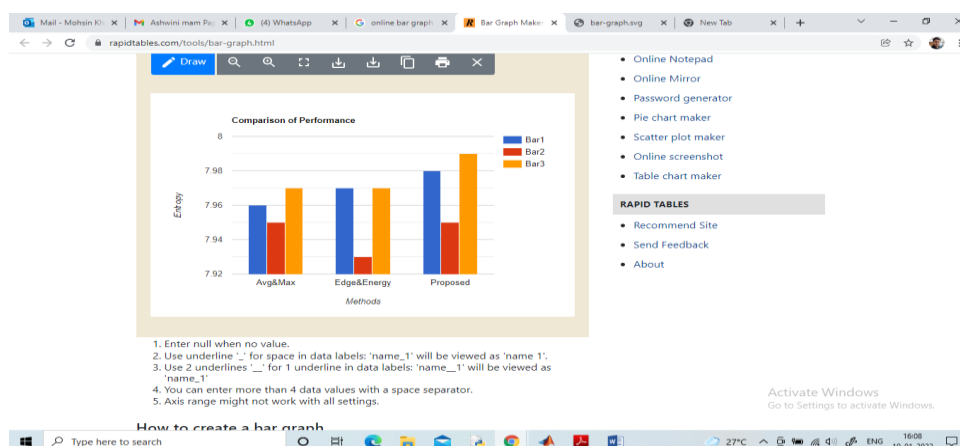 Mail - Mohsin Kh
Ashwini mam Pap
(4) WhatsApp
online bar graph
Bar Graph Maker
bar-graph.svg
New Tab
rapidtables.com/tools/bar-graph.html
Draw
Comparison of Performance
8
7.98
7.96
7.94
7.92
Entropy
Avg&Max
Edge&Energy
Proposed
Methods
Bar1
Bar2
Bar3
1. Enter null when no value.
2. Use underline '_' for space in data labels: 'name_1' will be viewed as 'name 1'.
3. Use 2 underlines '__' for 1 underline in data labels: 'name__1' will be viewed as
'name_1'
4. You can enter more than 4 data values with a space separator.
5. Axis range might not work with all settings.
How to create a bar graph
Online Notepad
Online Mirror
Password generator
Pie chart maker
Scatter plot maker
Online screenshot
Table chart maker
RAPID TABLES
Recommend Site
Send Feedback
About
Activate Windows
Go to Settings to activate Windows.
Type here to search
27°C
ENG
16:08